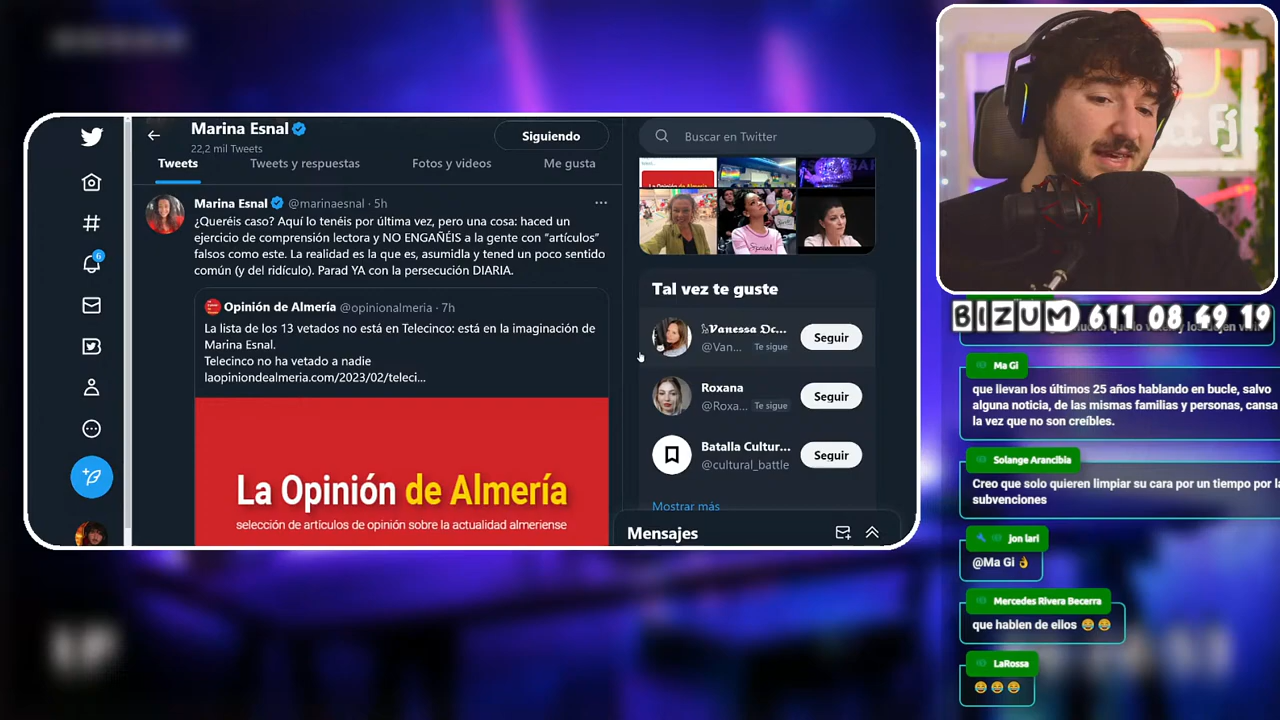 Marina Esnal
22,2 mil Tweets
Siguiendo
Tweets
Tweets y respuestas
Fotos y videos
Me gusta
Marina Esnal @marinaesnal · 5h
¿Queréis caso? Aquí lo tenéis por última vez, pero una cosa: haced un
ejercicio de comprensión lectora y NO ENGAÑÉIS a la gente con “artículos”
falsos como este. La realidad es la que es, asumidla y tened un poco sentido
común (y del ridículo). Parad YA con la persecución DIARIA.
Opinión de Almería @opinionalmeria · 7h
La lista de los 13 vetados no está en Telecinco: está en la imaginación de
Marina Esnal.
Telecinco no ha vetado a nadie
laopiniondealmeria.com/2023/02/teleci...
La Opinión de Almería
selección de artículos de opinión sobre la actualidad almeriense
6
Buscar en Twitter
Tal vez te guste
Vanessa Dc...
@Van... Te sigue
Seguir
Roxana
@Roxa... Te sigue
Seguir
Batalla Cultur...
@cultural_battle
Seguir
Mostrar más
Mensajes
BIZUM 611 08 49 19
Ma Gi
que llevan los últimos 25 años hablando en bucle, salvo
alguna noticia, de las mismas familias y personas, cansa
la vez que no son creíbles.
Solange Arancibia
Creo que solo quieren limpiar su cara por un tiempo por
subvenciones
jon lari
@Ma Gi 👌
Mercedes Rivera Becerra
que hablen de ellos 😂 😂
LaRossa
😂 😂 😂